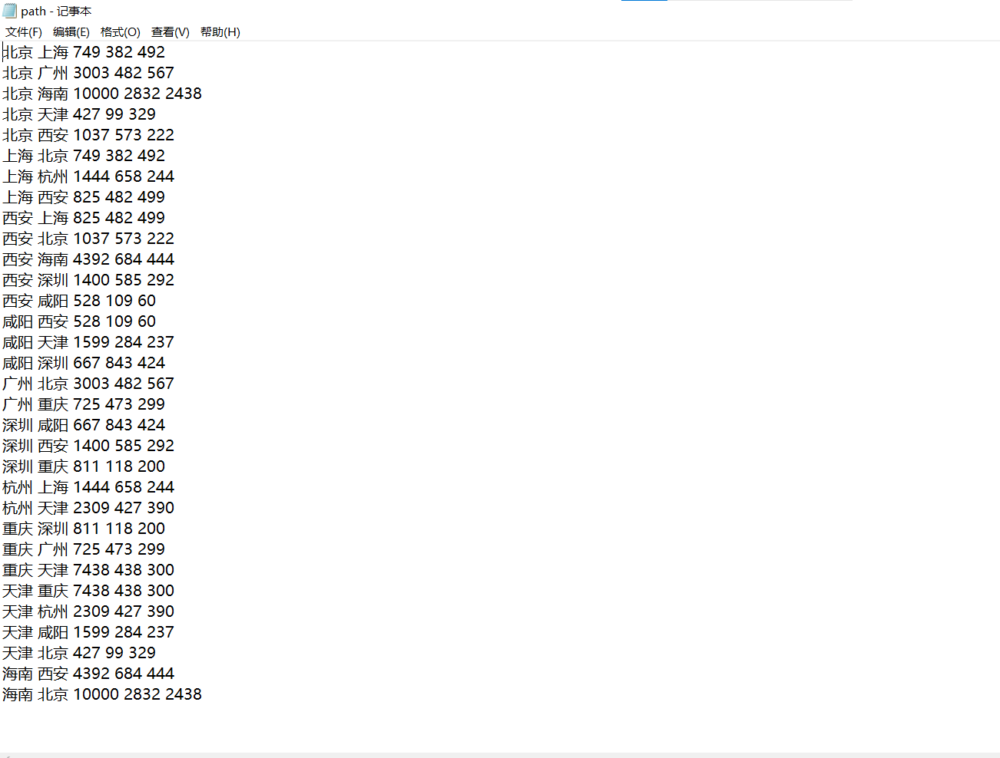 path - 记事本
文件(F) 编辑(E) 格式(O) 查看(V) 帮助(H)
北京 上海 749 382 492
北京 广州 3003 482 567
北京 海南 10000 2832 2438
北京 天津 427 99 329
北京 西安 1037 573 222
上海 北京 749 382 492
上海 杭州 1444 658 244
上海 西安 825 482 499
西安 上海 825 482 499
西安 北京 1037 573 222
西安 海南 4392 684 444
西安 深圳 1400 585 292
西安 咸阳 528 109 60
咸阳 西安 528 109 60
咸阳 天津 1599 284 237
咸阳 深圳 667 843 424
广州 北京 3003 482 567
广州 重庆 725 473 299
深圳 咸阳 667 843 424
深圳 西安 1400 585 292
深圳 重庆 811 118 200
杭州 上海 1444 658 244
杭州 天津 2309 427 390
重庆 深圳 811 118 200
重庆 广州 725 473 299
重庆 天津 7438 438 300
天津 重庆 7438 438 300
天津 杭州 2309 427 390
天津 咸阳 1599 284 237
天津 北京 427 99 329
海南 西安 4392 684 444
海南 北京 10000 2832 2438